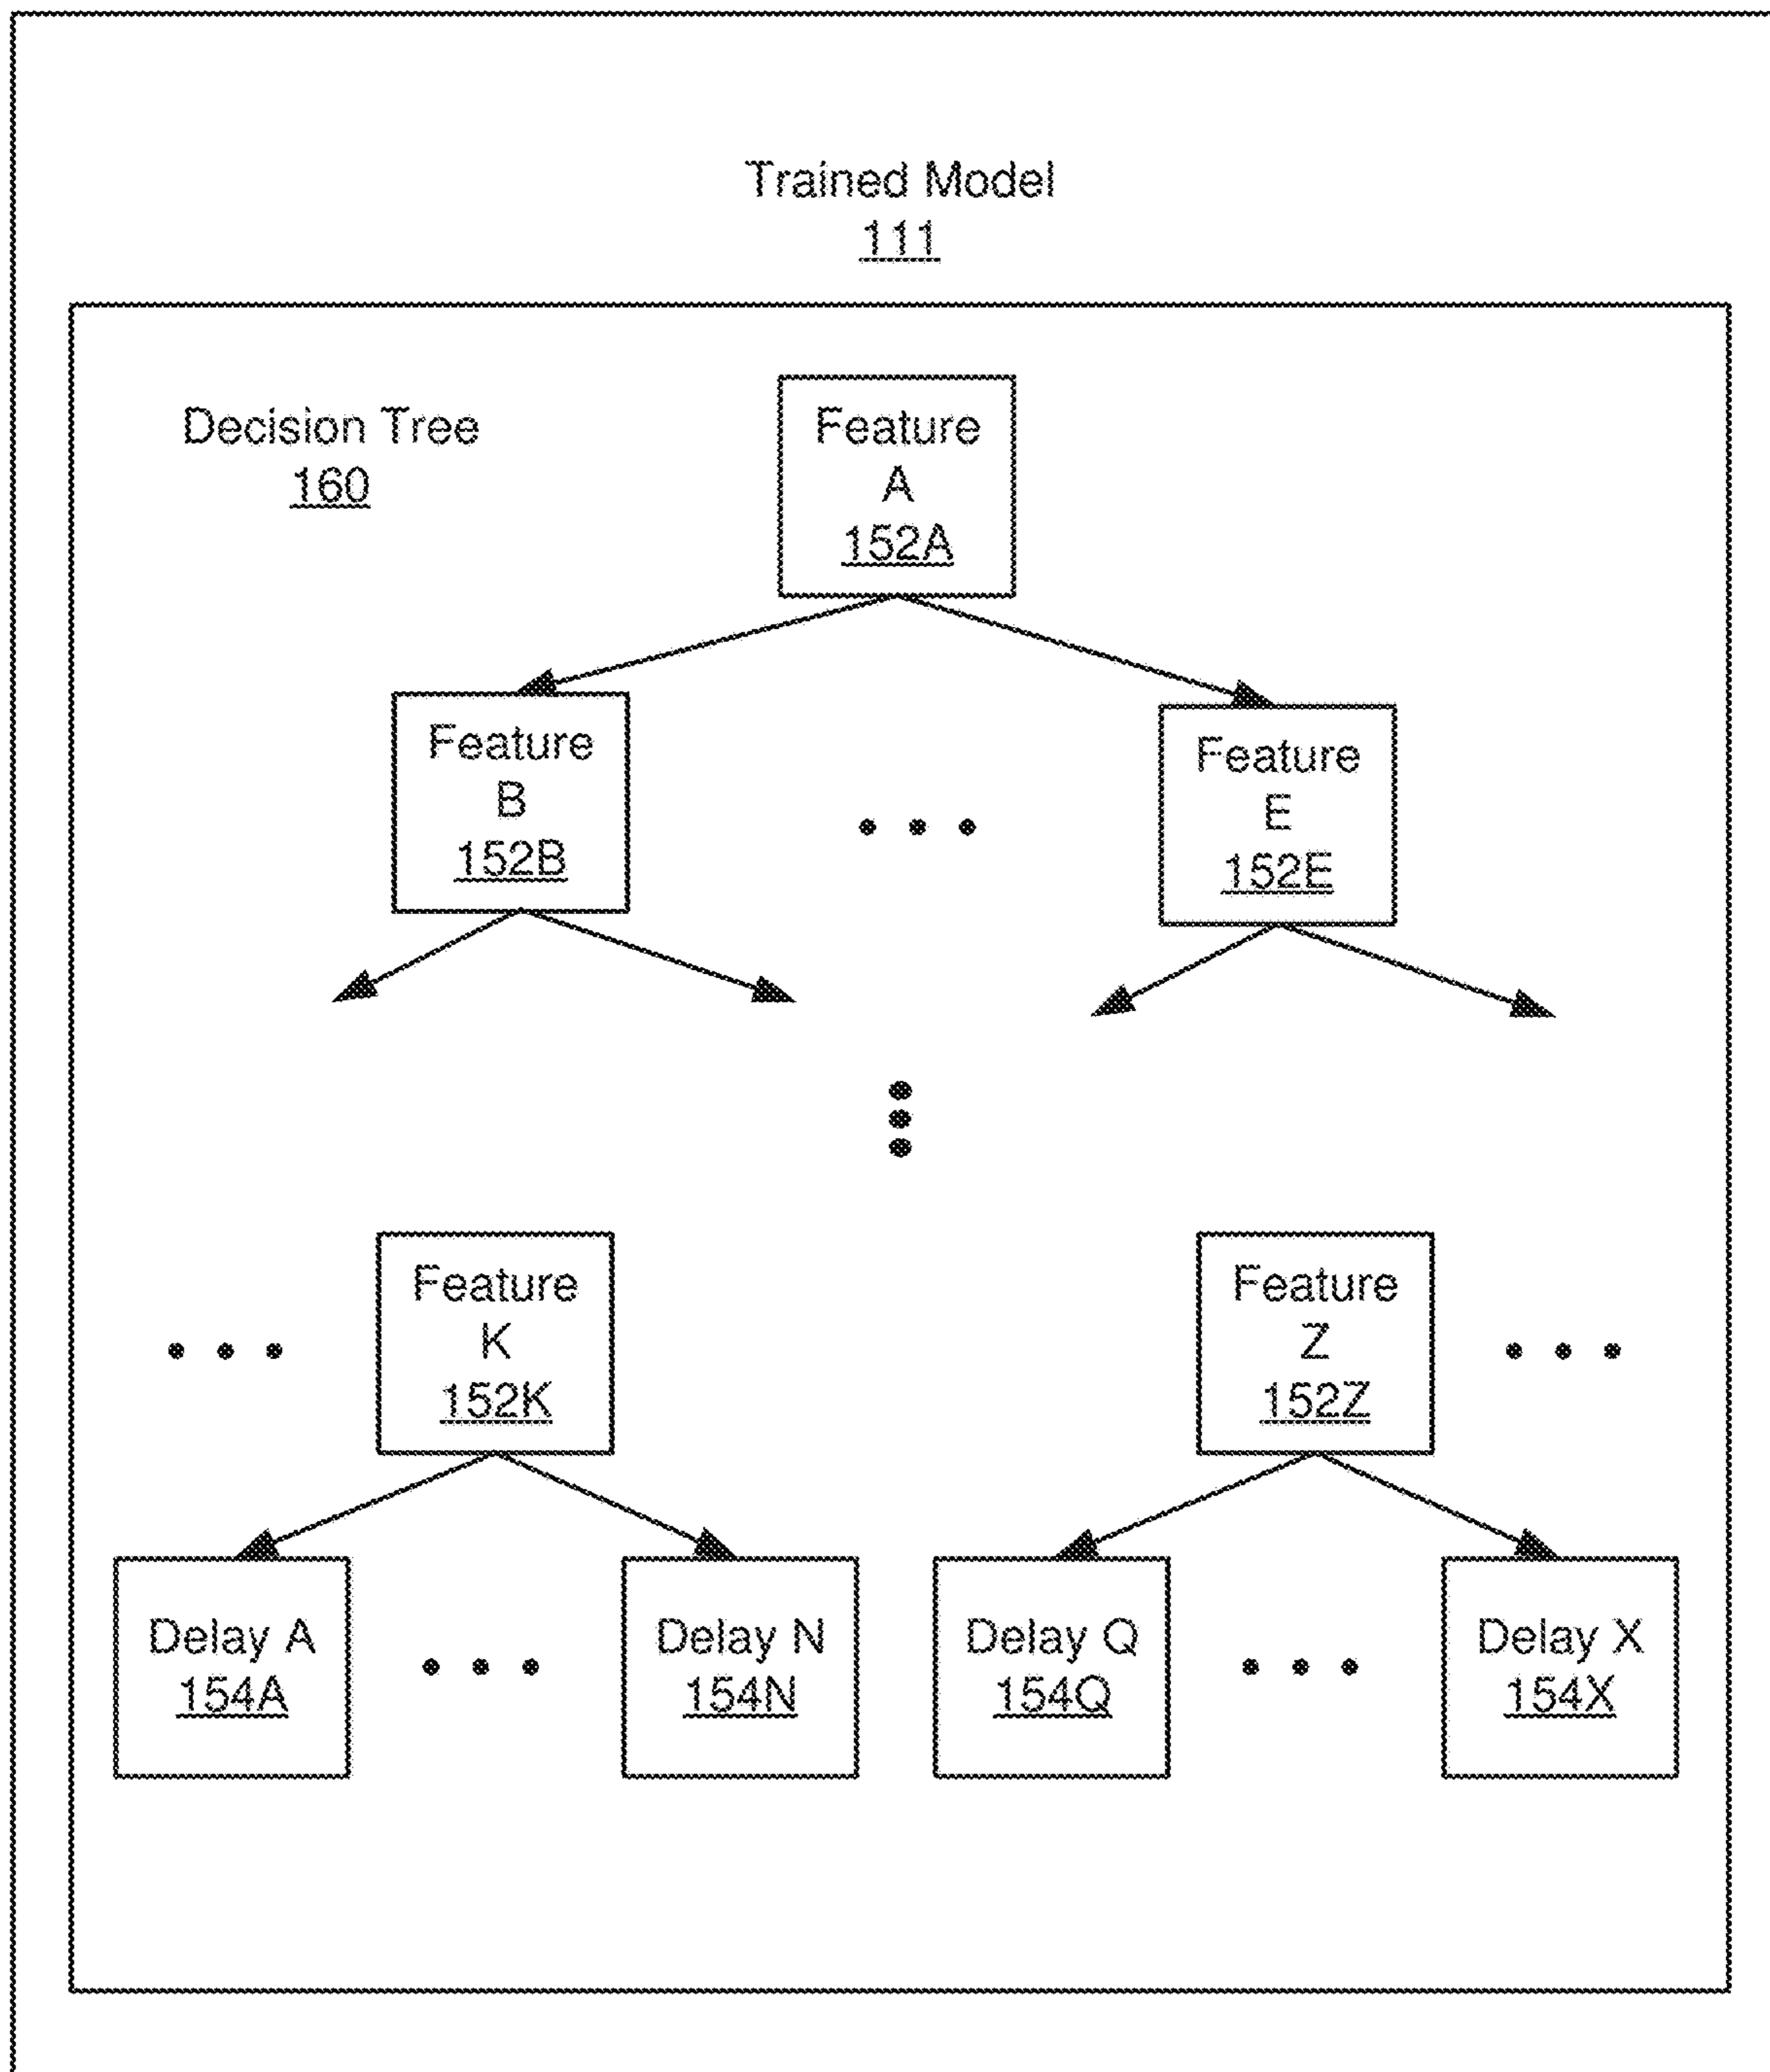 Trained Model
111
Decision Tree
160
Feature
A
152A
Feature
B
152B
Feature
E
152E
Feature
K
152K
Feature
Z
152Z
Delay A
154A
Delay N
154N
Delay Q
154Q
Delay X
154X